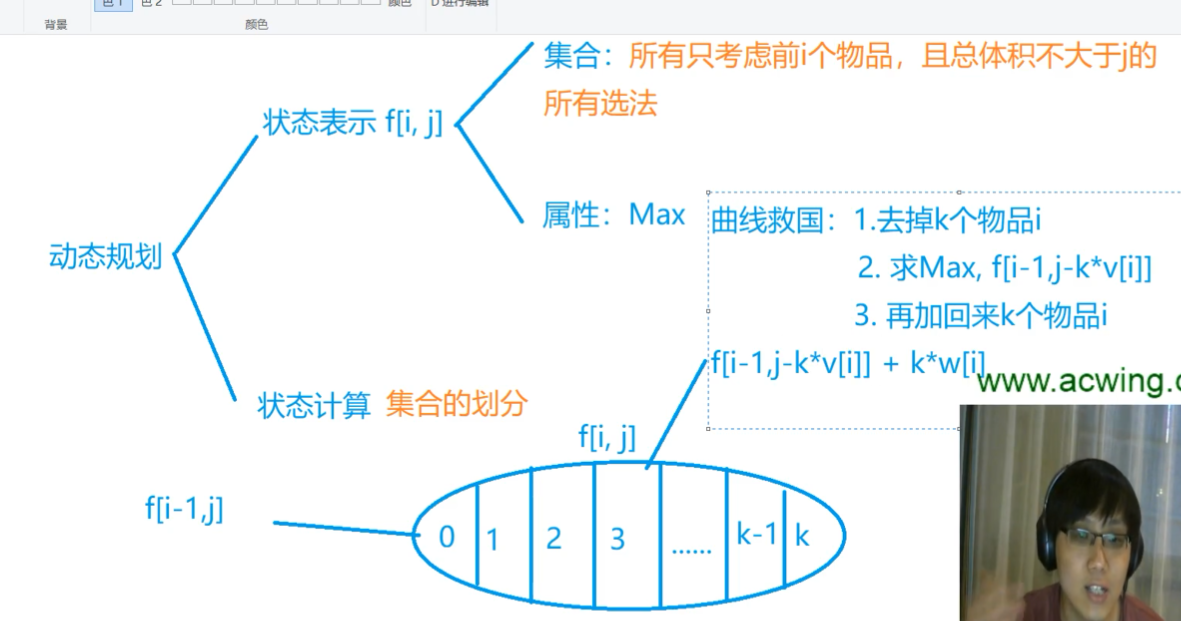 背景
颜色
集合：所有只考虑前i个物品，且总体积不大于j的
所有选法
状态表示 f[i, j]
属性：Max
曲线救国：1.去掉k个物品i
2. 求Max, f[i-1,j-k*v[i]]
3. 再加回来k个物品i
f[i-1,j-k*v[i]] + k*w[i]
动态规划
www.acwing.c
状态计算 集合的划分
f[i, j]
f[i-1,j]
0 1 2 3 ...... k-1 k